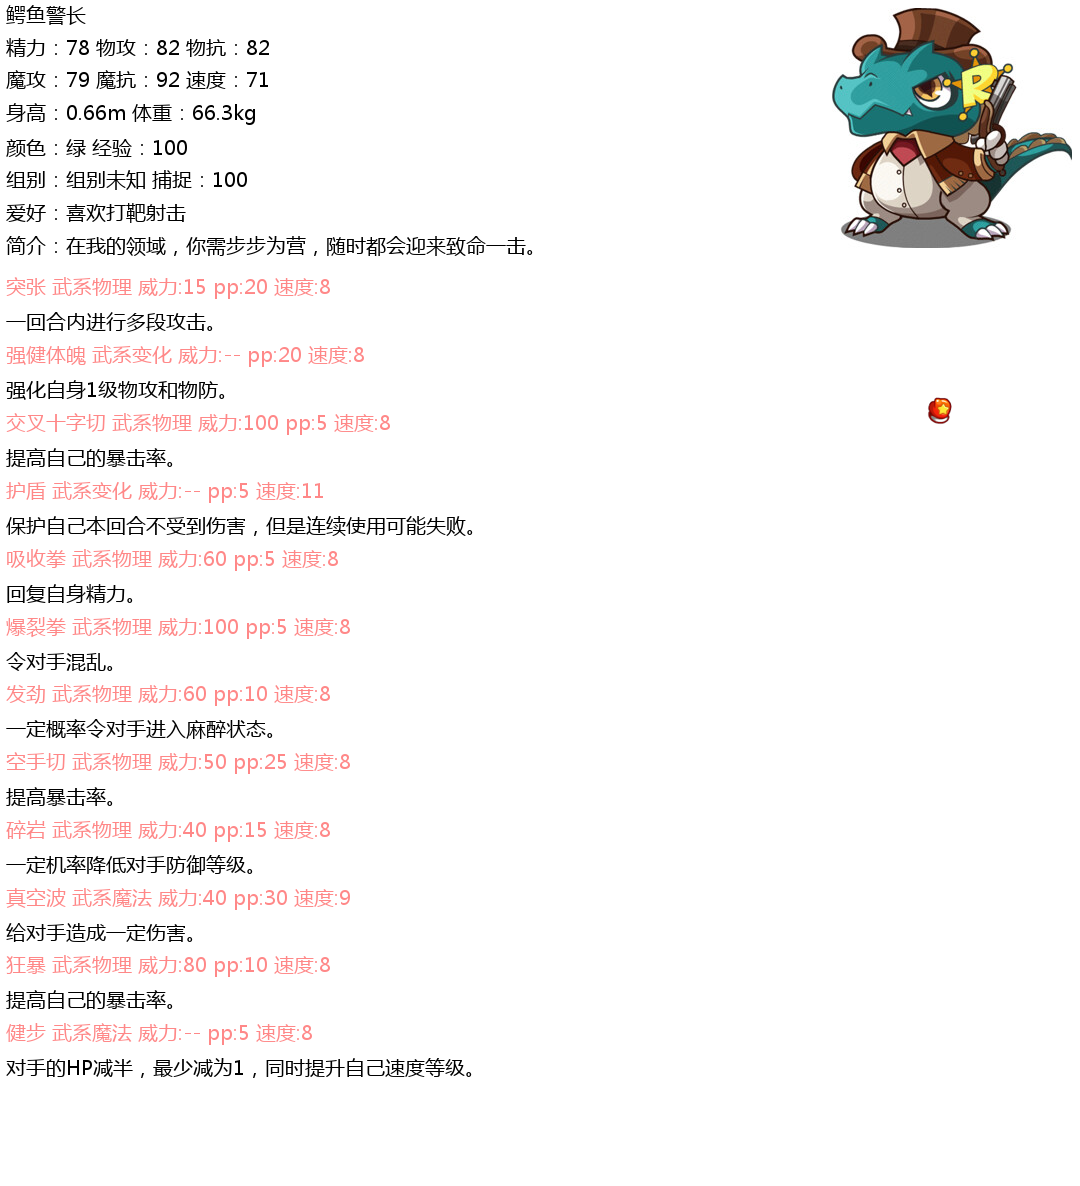 鳄鱼警长
精力：78 物攻：82 物抗：82
魔攻：79 魔抗：92 速度：71
身高：0.66m 体重：66.3kg
颜色：绿 经验：100
组别：组别未知 捕捉：100
爱好：喜欢打靶射击
简介：在我的领域，你需步步为营，随时都会迎来致命一击。
R
突张 武系物理 威力:15 pp:20 速度:8
一回合内进行多段攻击。
强健体魄 武系变化 威力:-- pp:20 速度:8
强化自身1级物攻和物防。
交叉十字切 武系物理 威力:100 pp:5 速度:8
提高自己的暴击率。
护盾 武系变化 威力:-- pp:5 速度:11
保护自己本回合不受到伤害，但是连续使用可能失败。
吸收拳 武系物理 威力:60 pp:5 速度:8
回复自身精力。
爆裂拳 武系物理 威力:100 pp:5 速度:8
令对手混乱。
发劲 武系物理 威力:60 pp:10 速度:8
一定概率令对手进入麻醉状态。
空手切 武系物理 威力:50 pp:25 速度:8
提高暴击率。
碎岩 武系物理 威力:40 pp:15 速度:8
一定机率降低对手防御等级。
真空波 武系魔法 威力:40 pp:30 速度:9
给对手造成一定伤害。
狂暴 武系物理 威力:80 pp:10 速度:8
提高自己的暴击率。
健步 武系魔法 威力:-- pp:5 速度:8
对手的HP减半，最少减为1，同时提升自己速度等级。